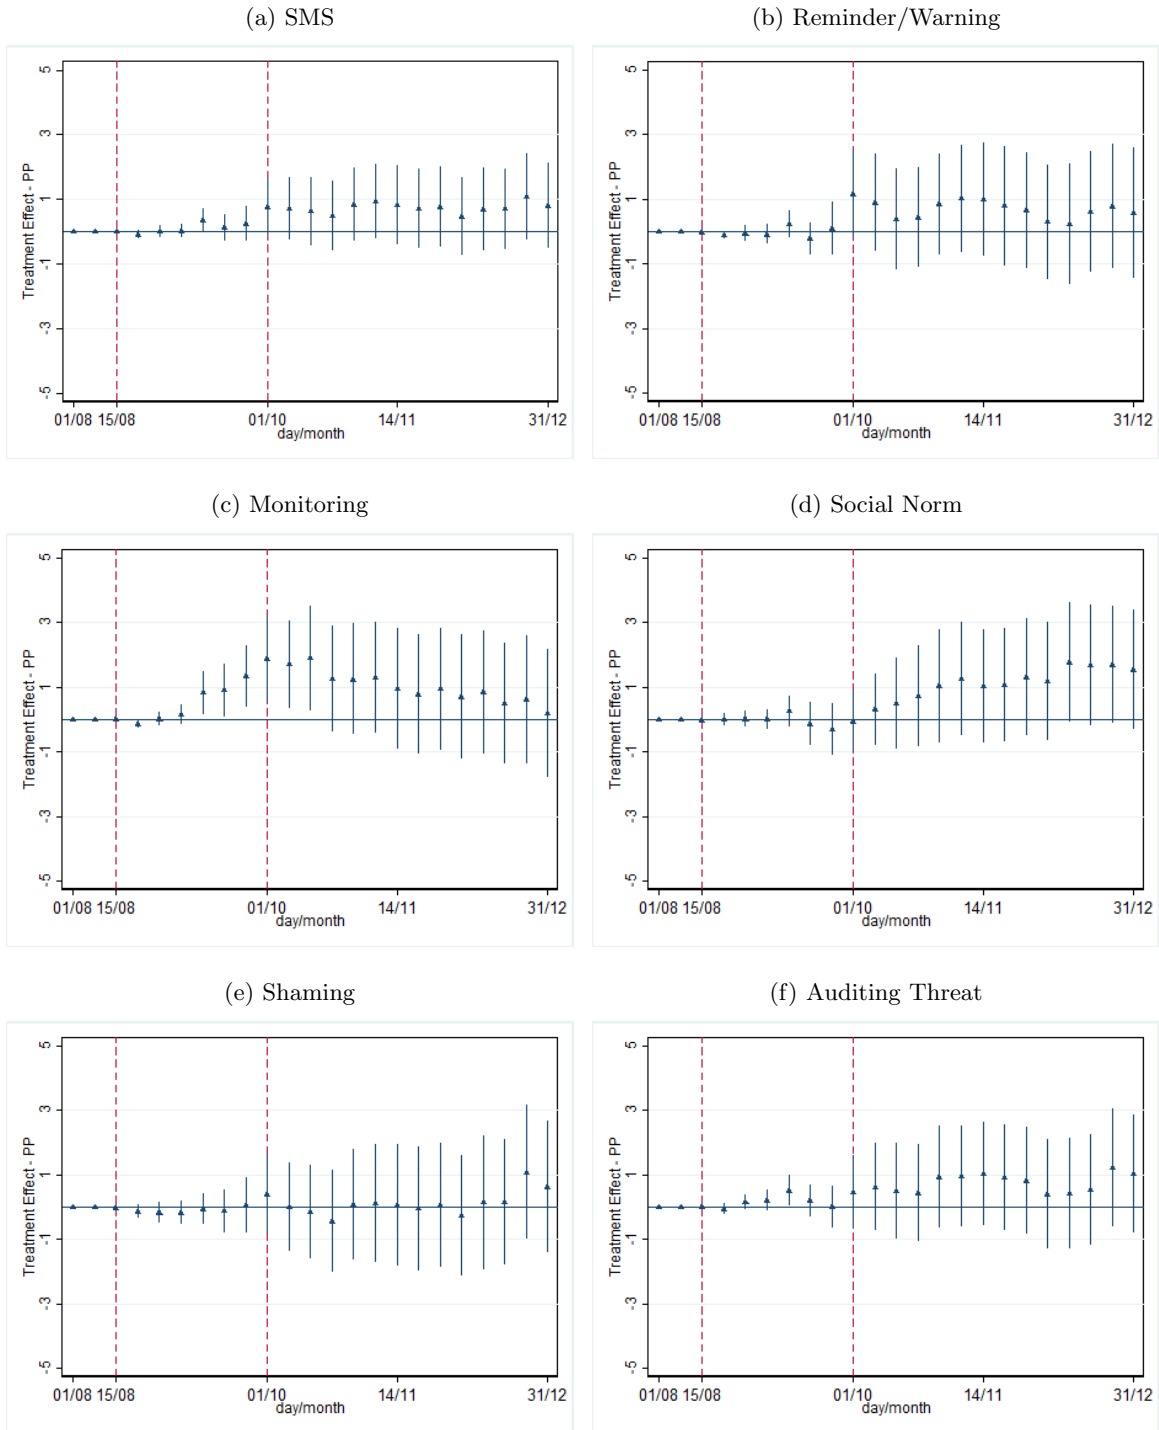 (a) SMS
(b) Reminder/Warning
Treatment Effect - PP
5
3
1
-1
-3
-5
01/08 15/08 01/10 14/11 31/12
day/month
Treatment Effect - PP
5
3
1
-1
-3
-5
01/08 15/08 01/10 14/11 31/12
day/month
(c) Monitoring
(d) Social Norm
Treatment Effect - PP
5
3
1
-1
-3
-5
01/08 15/08 01/10 14/11 31/12
day/month
Treatment Effect - PP
5
3
1
-1
-3
-5
01/08 15/08 01/10 14/11 31/12
day/month
(e) Shaming
(f) Auditing Threat
Treatment Effect - PP
5
3
1
-1
-3
-5
01/08 15/08 01/10 14/11 31/12
day/month
Treatment Effect - PP
5
3
1
-1
-3
-5
01/08 15/08 01/10 14/11 31/12
day/month